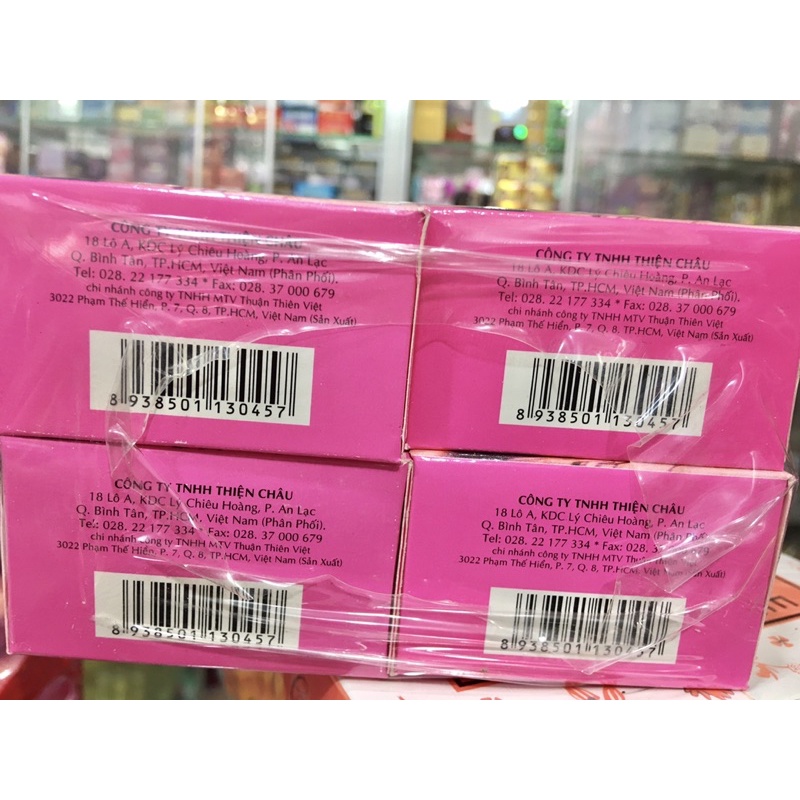 CÔNG TY TNHH THIỆN CHÂU
18 Lô A, KDC Lý Chiêu Hoàng, P. An Lạc
Q. Bình Tân, TP.HCM, Việt Nam (Phân Phối).
Tel: 028. 22 177 334 * Fax: 028. 37 000 679
chi nhánh công ty TNHH MTV Thuận Thiên Việt
3022 Phạm Thế Hiển, P. 7, Q. 8, TP.HCM, Việt Nam (Sản Xuất)
8 938501 130457
CÔNG TY TNHH THIỆN CHÂU
18 Lô A, KDC Lý Chiêu Hoàng, P. An Lạc
Q. Bình Tân, TP.HCM, Việt Nam (Phân Phối).
Tel: 028. 22 177 334 * Fax: 028. 37 000 679
chi nhánh công ty TNHH MTV Thuận Thiên Việt
3022 Phạm Thế Hiển, P. 7, Q. 8, TP.HCM, Việt Nam (Sản Xuất)
8 938501 130457
CÔNG TY TNHH THIỆN CHÂU
18 Lô A, KDC Lý Chiêu Hoàng, P. An Lạc
Q. Bình Tân, TP.HCM, Việt Nam (Phân Phối).
Tel: 028. 22 177 334 * Fax: 028. 37 000 679
chi nhánh công ty TNHH MTV Thuận Thiên Việt
3022 Phạm Thế Hiển, P. 7, Q. 8, TP.HCM, Việt Nam (Sản Xuất)
8 938501 130457
CÔNG TY TNHH THIỆN CHÂU
18 Lô A, KDC Lý Chiêu Hoàng, P. An Lạc
Q. Bình Tân, TP.HCM, Việt Nam (Phân Phối).
Tel: 028. 22 177 334 * Fax: 028. 37 000 679
chi nhánh công ty TNHH MTV Thuận Thiên Việt
3022 Phạm Thế Hiển, P. 7, Q. 8, TP.HCM, Việt Nam (Sản Xuất)
8 938501 130457